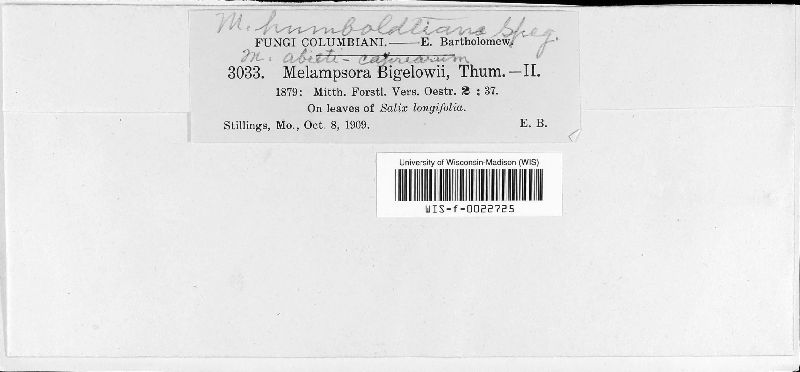 M. humboldtiana Speg.
FUNGI COLUMBIANI.—E. Bartholomew.
M. abieti-capraearum
3033. Melampsora Bigelowii, Thum.—II.
1879: Mitth. Forstl. Vers. Oestr. 2 : 37.
On leaves of Salix longifolia.
Stillings, Mo., Oct. 8, 1909. E. B.
University of Wisconsin-Madison (WIS)
WIS-f-0022725